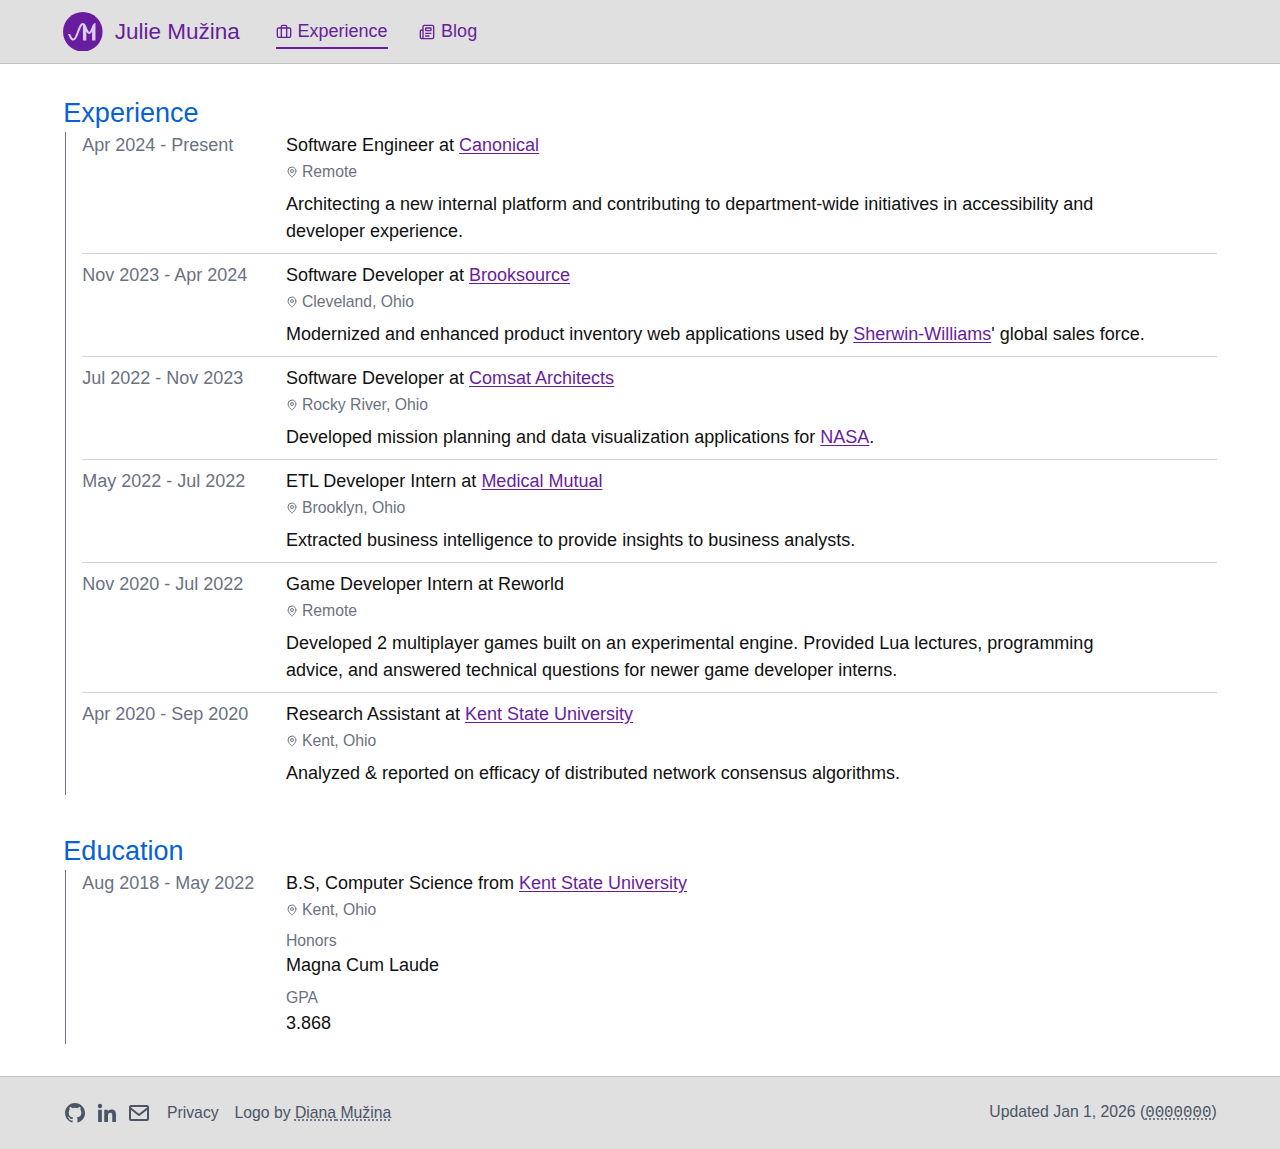 Julie Mužina
Experience
Blog
Experience
Apr 2024 - Present
Software Engineer at Canonical
Remote
Architecting a new internal platform and contributing to department-wide initiatives in accessibility and
developer experience.
Nov 2023 - Apr 2024
Software Developer at Brooksource
Cleveland, Ohio
Modernized and enhanced product inventory web applications used by Sherwin-Williams' global sales force.
Jul 2022 - Nov 2023
Software Developer at Comsat Architects
Rocky River, Ohio
Developed mission planning and data visualization applications for NASA.
May 2022 - Jul 2022
ETL Developer Intern at Medical Mutual
Brooklyn, Ohio
Extracted business intelligence to provide insights to business analysts.
Nov 2020 - Jul 2022
Game Developer Intern at Reworld
Remote
Developed 2 multiplayer games built on an experimental engine. Provided Lua lectures, programming
advice, and answered technical questions for newer game developer interns.
Apr 2020 - Sep 2020
Research Assistant at Kent State University
Kent, Ohio
Analyzed & reported on efficacy of distributed network consensus algorithms.
Education
Aug 2018 - May 2022
B.S, Computer Science from Kent State University
Kent, Ohio
Honors
Magna Cum Laude
GPA
3.868
Privacy
Logo by Diana Mužina
Updated Jan 1, 2026 (0000000)